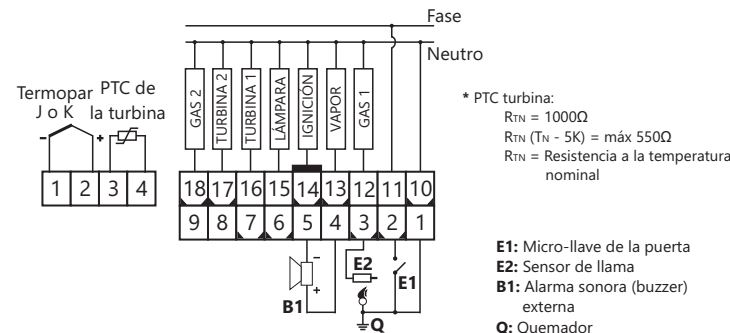 Fase
Neutro
Termopar
J o K
PTC de
la turbina
- + 
1 2 3 4
GAS 2
TURBINA 2
TURBINA 1
LÁMPARA
IGNICIÓN
VAPOR
GAS 1
18 17 16 15 14 13 12 11 10
9 8 7 6 5 4 3 2 1
- 
+
B1
E2
E1
Q
* PTC turbina:
RTN = 1000Ω
RTN (TN - 5K) = máx 550Ω
RTN = Resistencia a la temperatura
nominal
E1: Micro-llave de la puerta
E2: Sensor de llama
B1: Alarma sonora (buzzer)
externa
Q: Quemador